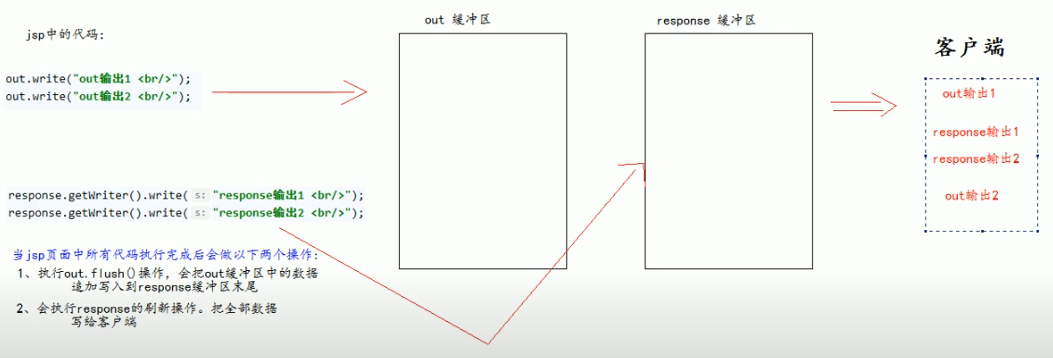 jsp中的代码:
out 缓冲区
response 缓冲区
客户端
out.write("out输出1 <br/>");
out.write("out输出2 <br/>");
out输出1
response输出1
response输出2
out输出2
response.getWriter().write( s: "response输出1 <br/>");
response.getWriter().write( s: "response输出2 <br/>");
当jsp页面中所有代码执行完成后会做以下两个操作:
1、执行out.flush()操作，会把out缓冲区中的数据
追加写入到response缓冲区末尾
2、会执行response的刷新操作。把全部数据
写给客户端